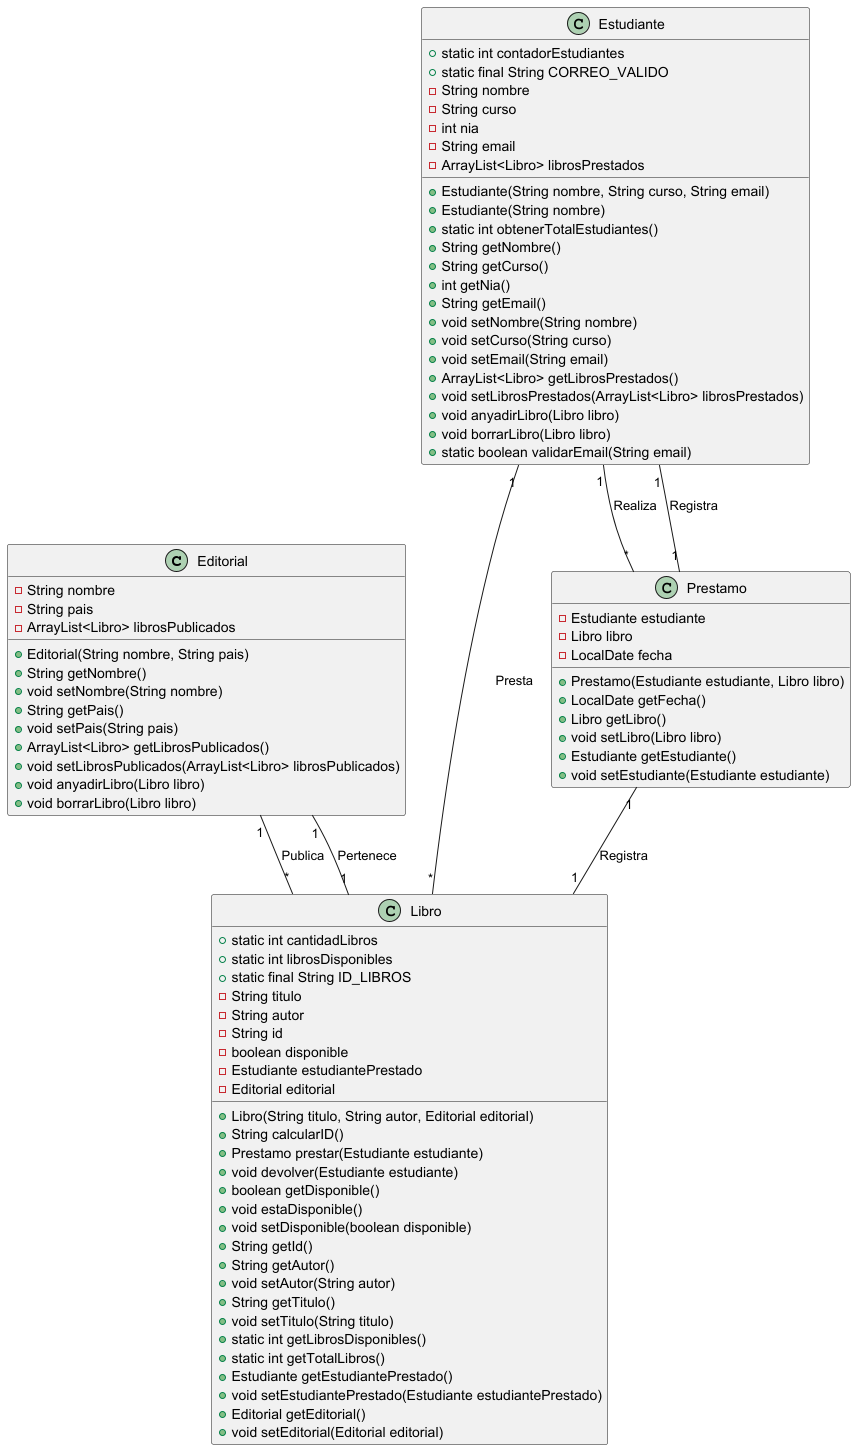 C Estudiante
static int contadorEstudiantes
static final String CORREO_VALIDO
String nombre
String curso
int nia
String email
ArrayList<Libro> librosPrestados
Estudiante(String nombre, String curso, String email)
Estudiante(String nombre)
static int obtenerTotalEstudiantes()
String getNombre()
String getCurso()
int getNia()
String getEmail()
void setNombre(String nombre)
void setCurso(String curso)
void setEmail(String email)
ArrayList<Libro> getLibrosPrestados()
void setLibrosPrestados(ArrayList<Libro> librosPrestados)
void anyadirLibro(Libro libro)
void borrarLibro(Libro libro)
static boolean validarEmail(String email)
1
1
1
Realiza
Registra
*
1
C Editorial
String nombre
String pais
ArrayList<Libro> librosPublicados
Editorial(String nombre, String pais)
String getNombre()
void setNombre(String nombre)
String getPais()
void setPais(String pais)
ArrayList<Libro> getLibrosPublicados()
void setLibrosPublicados(ArrayList<Libro> librosPublicados)
void anyadirLibro(Libro libro)
void borrarLibro(Libro libro)
Presta
C Prestamo
Estudiante estudiante
Libro libro
LocalDate fecha
Prestamo(Estudiante estudiante, Libro libro)
LocalDate getFecha()
Libro getLibro()
void setLibro(Libro libro)
Estudiante getEstudiante()
void setEstudiante(Estudiante estudiante)
1
1
1
Publica
Pertenece
Registra
*
1
*
1
C Libro
static int cantidadLibros
static int librosDisponibles
static final String ID_LIBROS
String titulo
String autor
String id
boolean disponible
Estudiante estudiantePrestado
Editorial editorial
Libro(String titulo, String autor, Editorial editorial)
String calcularID()
Prestamo prestar(Estudiante estudiante)
void devolver(Estudiante estudiante)
boolean getDisponible()
void estaDisponible()
void setDisponible(boolean disponible)
String getId()
String getAutor()
void setAutor(String autor)
String getTitulo()
void setTitulo(String titulo)
static int getLibrosDisponibles()
static int getTotalLibros()
Estudiante getEstudiantePrestado()
void setEstudiantePrestado(Estudiante estudiantePrestado)
Editorial getEditorial()
void setEditorial(Editorial editorial)